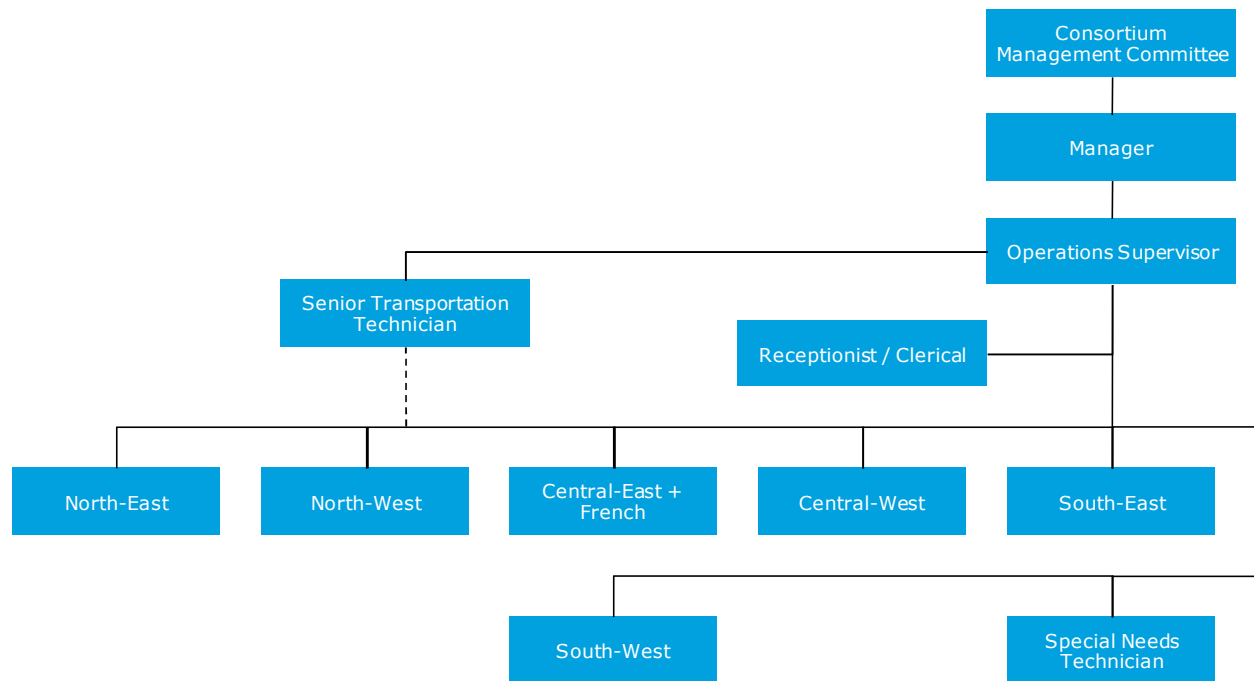 Consortium
Management Committee
Manager
Operations Supervisor
Senior Transportation
Technician
Receptionist / Clerical
North-East
North-West
Central-East +
French
Central-West
South-East
South-West
Special Needs
Technician